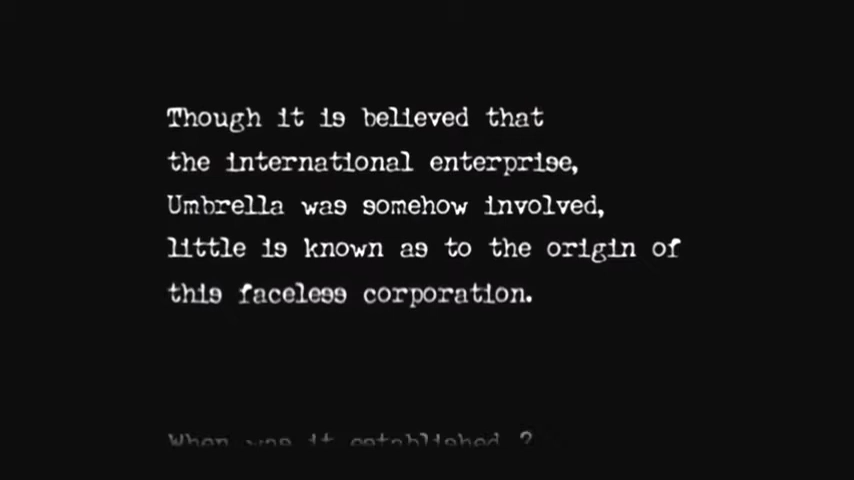 Though it is believed that
the international enterprise,
Umbrella was somehow involved,
little is known as to the origin of
this faceless corporation.
When was it established ?